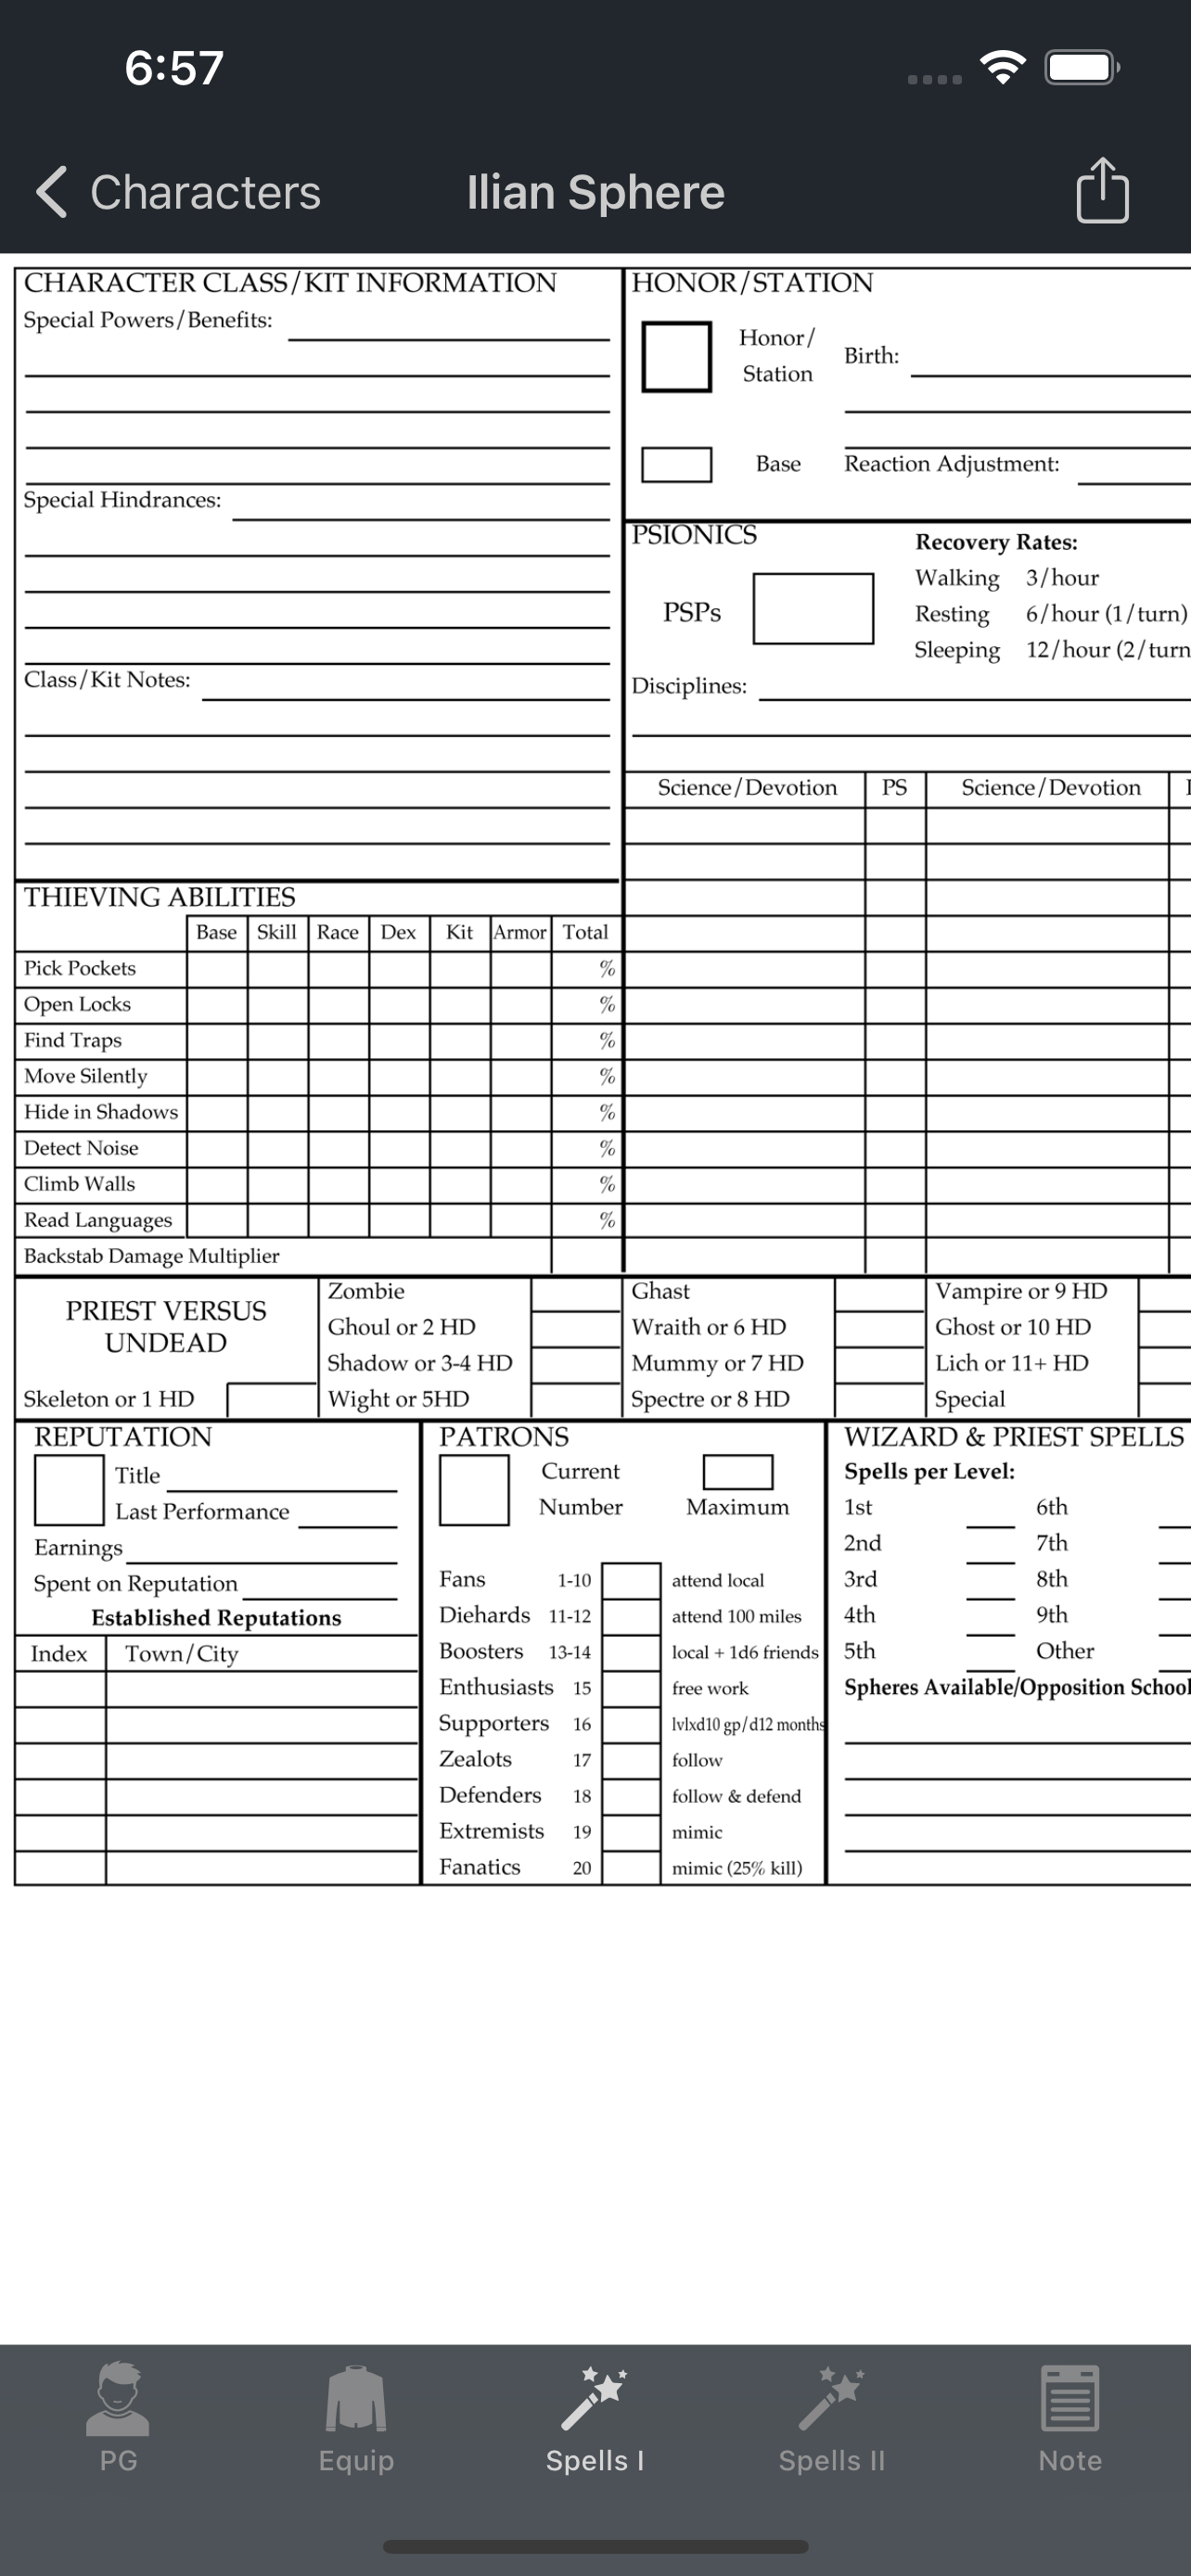 6:57
Characters
Ilian Sphere
CHARACTER CLASS/KIT INFORMATION
Special Powers/Benefits:
Special Hindrances:
Class/Kit Notes:
HONOR/STATION
Honor/
Station
Birth:
Base
Reaction Adjustment:
PSIONICS
PSPs
Recovery Rates:
Walking 3/hour
Resting 6/hour (1/turn)
Sleeping 12/hour (2/turn
Disciplines:
Science/Devotion PS Science/Devotion
THIEVING ABILITIES
Base Skill Race Dex Kit Armor Total
Pick Pockets %
Open Locks %
Find Traps %
Move Silently %
Hide in Shadows %
Detect Noise %
Climb Walls %
Read Languages %
Backstab Damage Multiplier
PRIEST VERSUS
UNDEAD
Skeleton or 1 HD
Zombie
Ghoul or 2 HD
Shadow or 3-4 HD
Wight or 5HD
Ghast
Wraith or 6 HD
Mummy or 7 HD
Spectre or 8 HD
Vampire or 9 HD
Ghost or 10 HD
Lich or 11+ HD
Special
REPUTATION
Title
Last Performance
Earnings
Spent on Reputation
Established Reputations
Index Town/City
PATRONS
Current
Number
Maximum
Fans 1-10 attend local
Diehards 11-12 attend 100 miles
Boosters 13-14 local + 1d6 friends
Enthusiasts 15 free work
Supporters 16 lvlxd10 gp/d12 months
Zealots 17 follow
Defenders 18 follow & defend
Extremists 19 mimic
Fanatics 20 mimic (25% kill)
WIZARD & PRIEST SPELLS
Spells per Level:
1st 6th
2nd 7th
3rd 8th
4th 9th
5th Other
Spheres Available/Opposition School
PG
Equip
Spells I
Spells II
Note